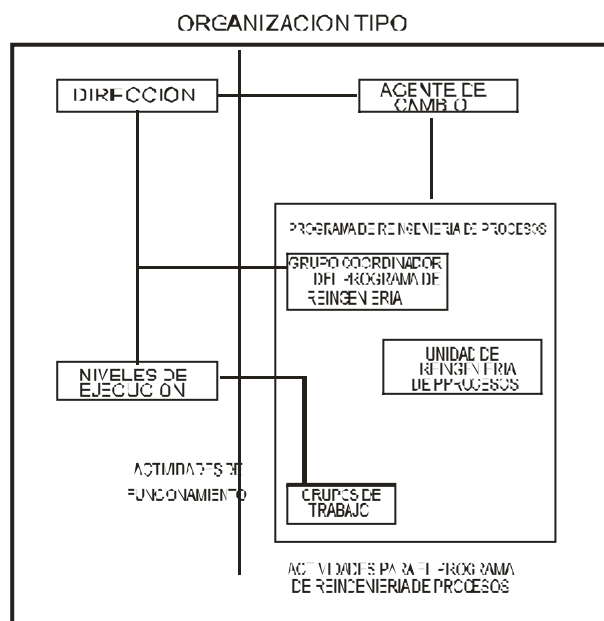 ORGANIZACION TIPO
DIRECCION
AGENTE DE
CAMBIO
PROGRAMA DE REINGENIERIA DE PROCESOS
GRUPO COORDINADOR
DEL PROGRAMA DE
REINGENIERIA
UNIDAD DE
REINGENIERIA
DE PPROCESOS
NIVELES DE
EJECUCION
ACTIVIDADES DE
FUNCIONAMIENTO
GRUPOS DE
TRABAJO
ACTIVIDADES PARA EL PROGRAMA
DE REINGENIERIA DE PROCESOS